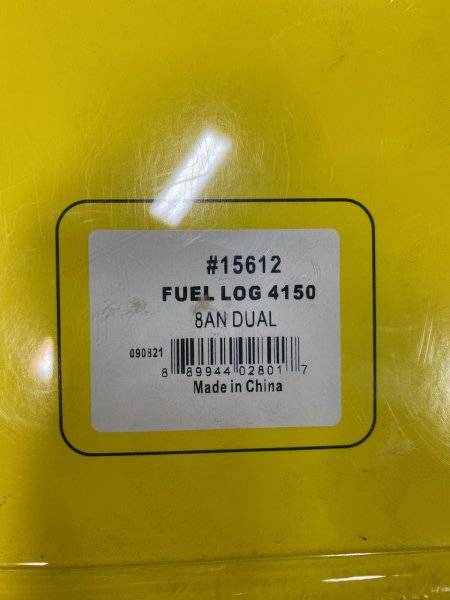 #15612
FUEL LOG 4150
8AN DUAL
090821
8 89944 02801 7
Made in China